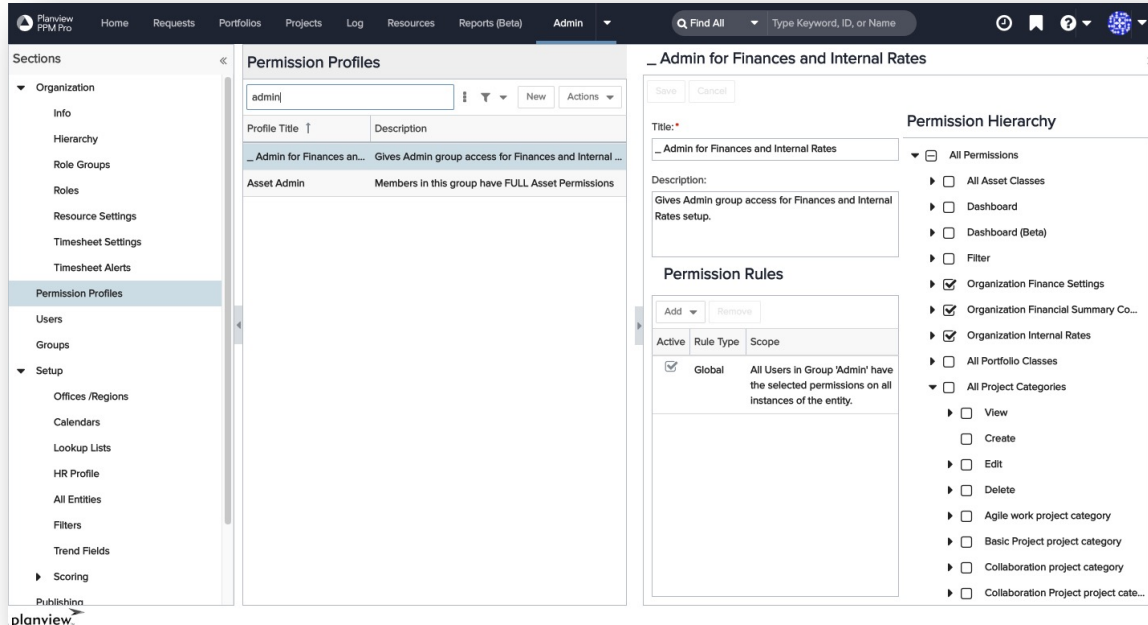 Planview
PPM Pro
Home
Requests
Portfolios
Projects
Log
Resources
Reports (Beta)
Admin
Find All
Type Keyword, ID, or Name
Sections
Organization
Info
Hierarchy
Role Groups
Roles
Resource Settings
Timesheet Settings
Timesheet Alerts
Permission Profiles
Users
Groups
Setup
Offices /Regions
Calendars
Lookup Lists
HR Profile
All Entities
Filters
Trend Fields
Scoring
Publishing
planview
Permission Profiles
admin
New
Actions
Profile Title
Description
_ Admin for Finances an...
Gives Admin group access for Finances and Internal ...
Asset Admin
Members in this group have FULL Asset Permissions
_ Admin for Finances and Internal Rates
Save
Cancel
Title:*
_ Admin for Finances and Internal Rates
Description:
Gives Admin group access for Finances and Internal
Rates setup.
Permission Rules
Add
Remove
Active
Rule Type
Scope
Global
All Users in Group 'Admin' have
the selected permissions on all
instances of the entity.
Permission Hierarchy
All Permissions
All Asset Classes
Dashboard
Dashboard (Beta)
Filter
Organization Finance Settings
Organization Financial Summary Co...
Organization Internal Rates
All Portfolio Classes
All Project Categories
View
Create
Edit
Delete
Agile work project category
Basic Project project category
Collaboration project category
Collaboration Project project cate...